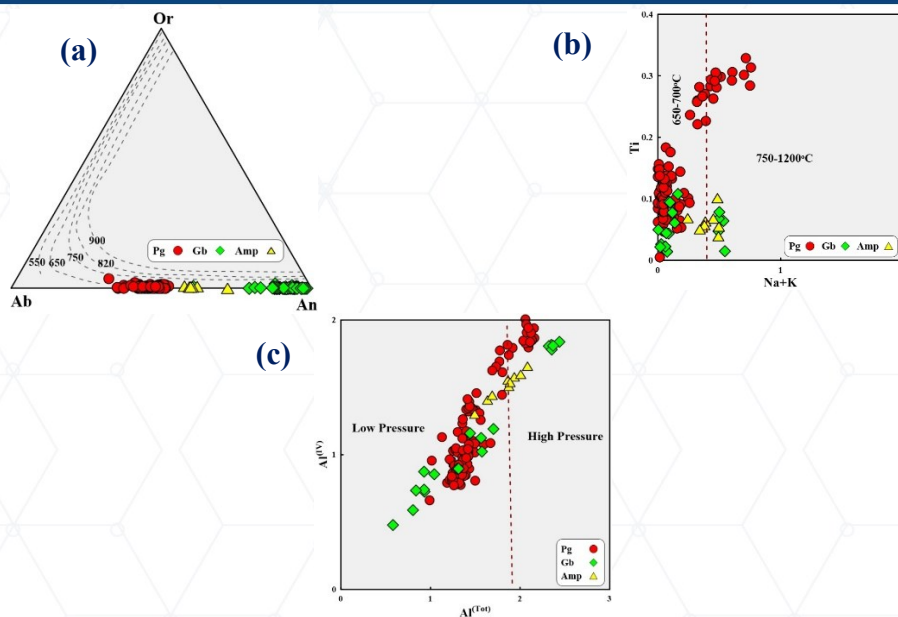 (a)
Or
900
550 650 750 820
Pg Gb Amp
Ab
An
(b)
0.4
0.3
0.2
0.1
0
Ti
650-700°C
750-1200°C
Pg Gb Amp
0
1
Na+K
(c)
2
1
0
Al(IV)
Low Pressure
High Pressure
Pg
Gb
Amp
0 1 2 3
Al(Tot)